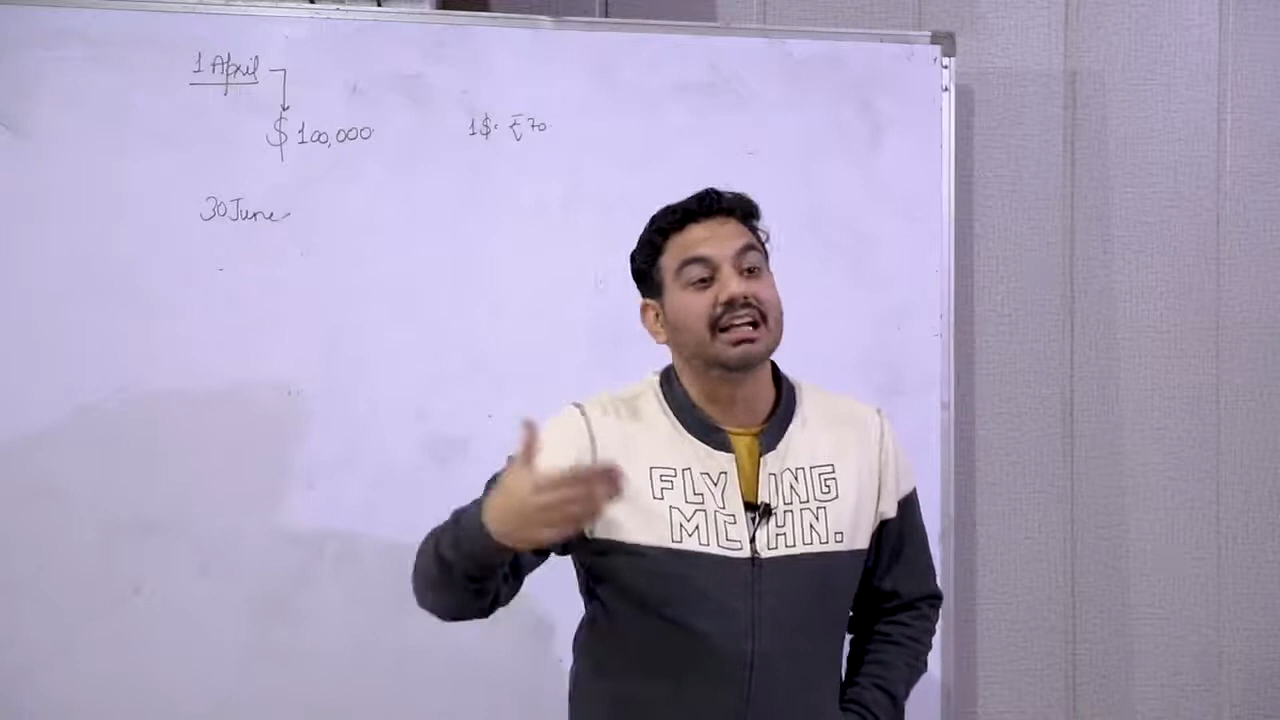 1 April
$ 100,000
1$. ₹70
30 June
FLY ING
MC HN.